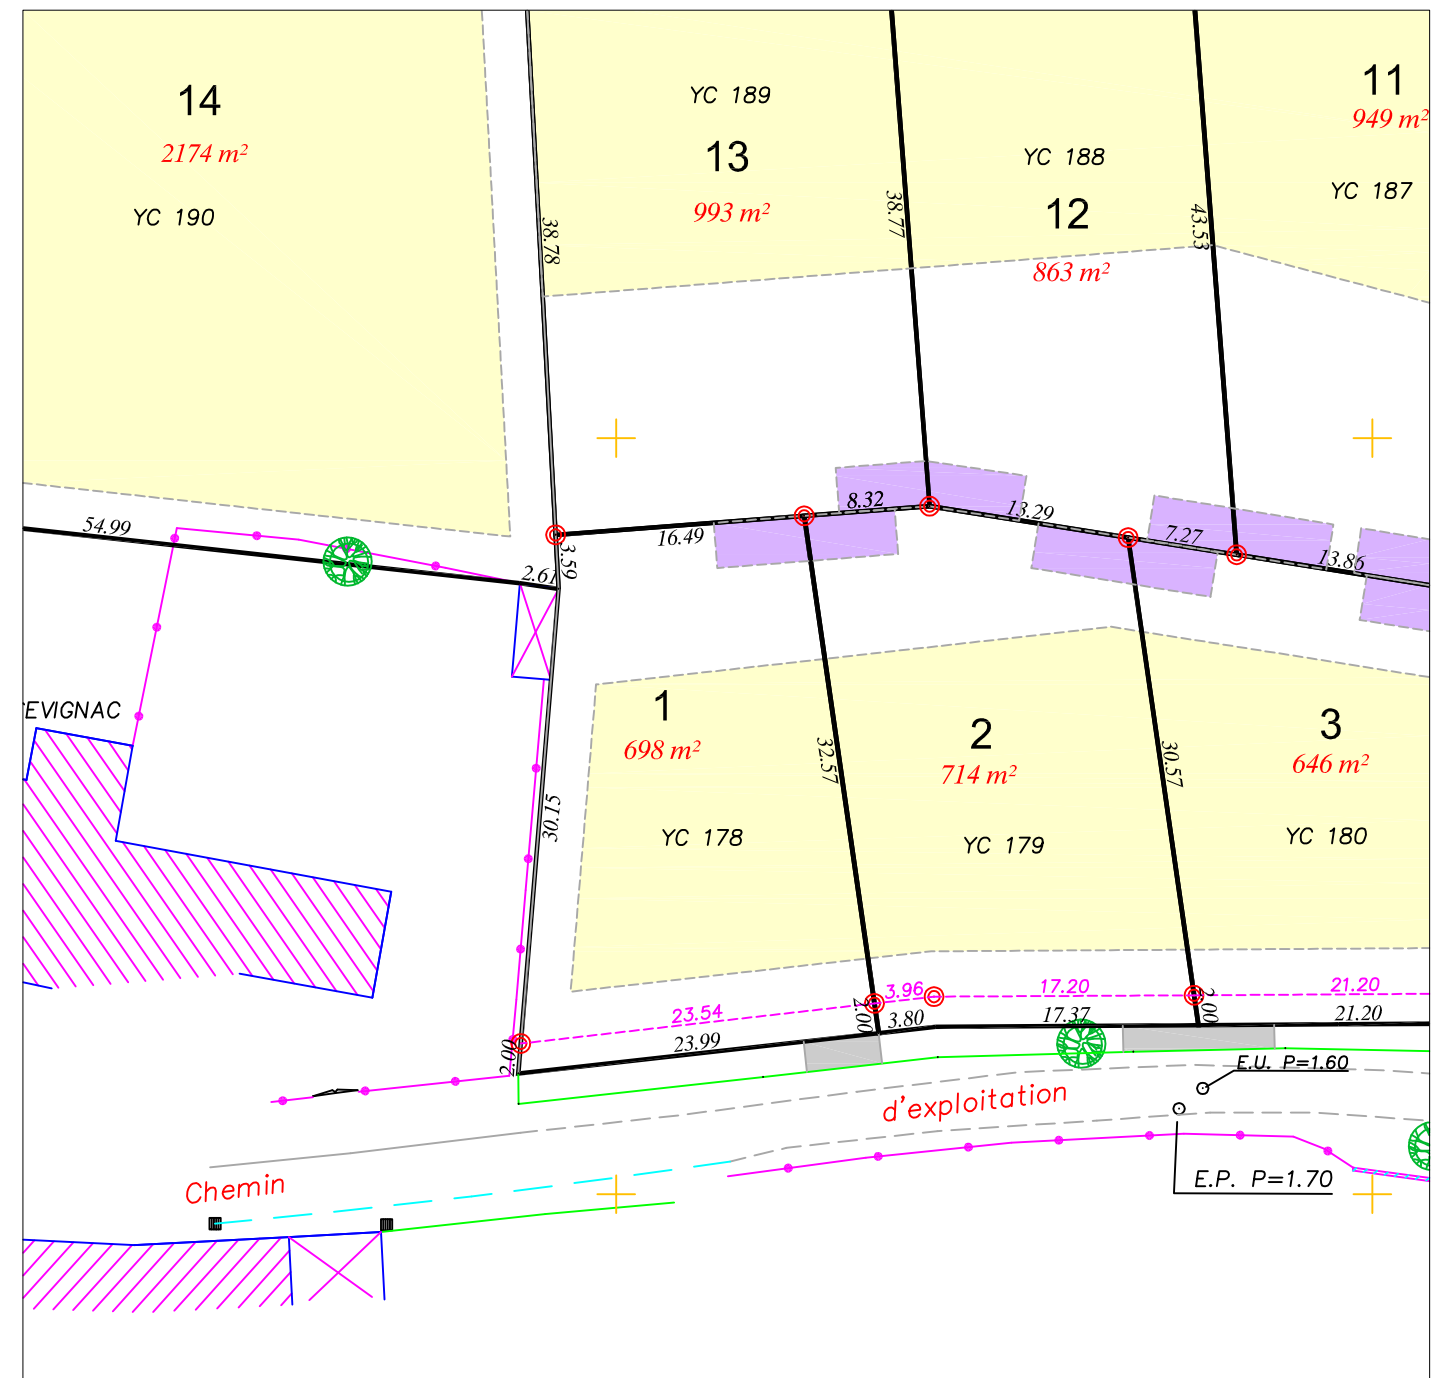 14
2174 m²
YC 190
YC 189
13
993 m²
YC 188
12
863 m²
11
949 m²
YC 187
38.78
38.77
43.53
54.99
2.61
3.59
16.49
8.32
13.29
7.27
13.86
EVIGNAC
1
698 m²
YC 178
2
714 m²
YC 179
3
646 m²
YC 180
32.57
30.57
30.15
23.54
3.96
17.20
21.20
2.00
23.99
2.00
3.80
17.37
2.00
21.20
E.U. P=1.60
d'exploitation
Chemin
E.P. P=1.70